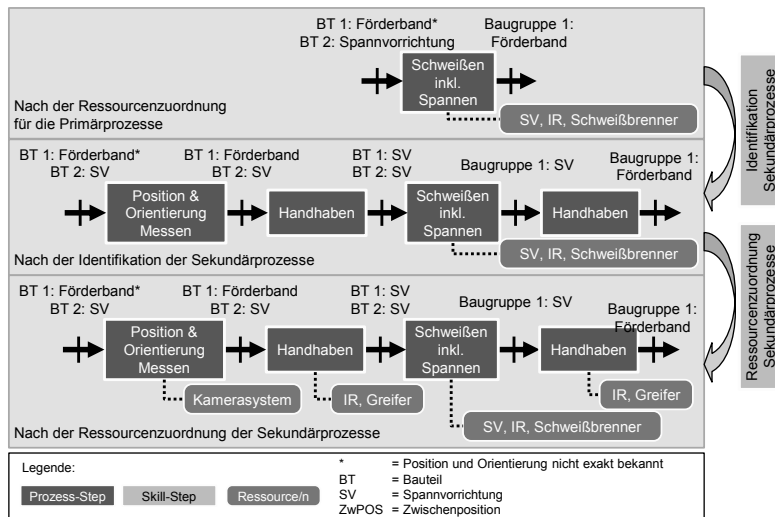 BT 1: Förderband*
BT 2: Spannvorrichtung
Baugruppe 1:
Förderband
Schweißen
inkl.
Spannen
SV, IR, Schweißbrenner
Nach der Ressourcenzuordnung
für die Primärprozesse
Identifikation
Sekundärprozesse
BT 1: Förderband*
BT 2: SV
BT 1: Förderband
BT 2: SV
BT 1: SV
BT 2: SV
Baugruppe 1: SV
Baugruppe 1:
Förderband
Position &
Orientierung
Messen
Handhaben
Schweißen
inkl.
Spannen
Handhaben
SV, IR, Schweißbrenner
Nach der Identifikation der Sekundärprozesse
Ressourcenzuordnung
Sekundärprozesse
BT 1: Förderband*
BT 2: SV
BT 1: Förderband
BT 2: SV
BT 1: SV
BT 2: SV
Baugruppe 1: SV
Baugruppe 1:
Förderband
Position &
Orientierung
Messen
Handhaben
Schweißen
inkl.
Spannen
Handhaben
Kamerasystem
IR, Greifer
IR, Greifer
SV, IR, Schweißbrenner
Nach der Ressourcenzuordnung der Sekundärprozesse
Legende:
Prozess-Step
Skill-Step
Ressource/n
* = Position und Orientierung nicht exakt bekannt
BT = Bauteil
SV = Spannvorrichtung
ZwPOS = Zwischenposition